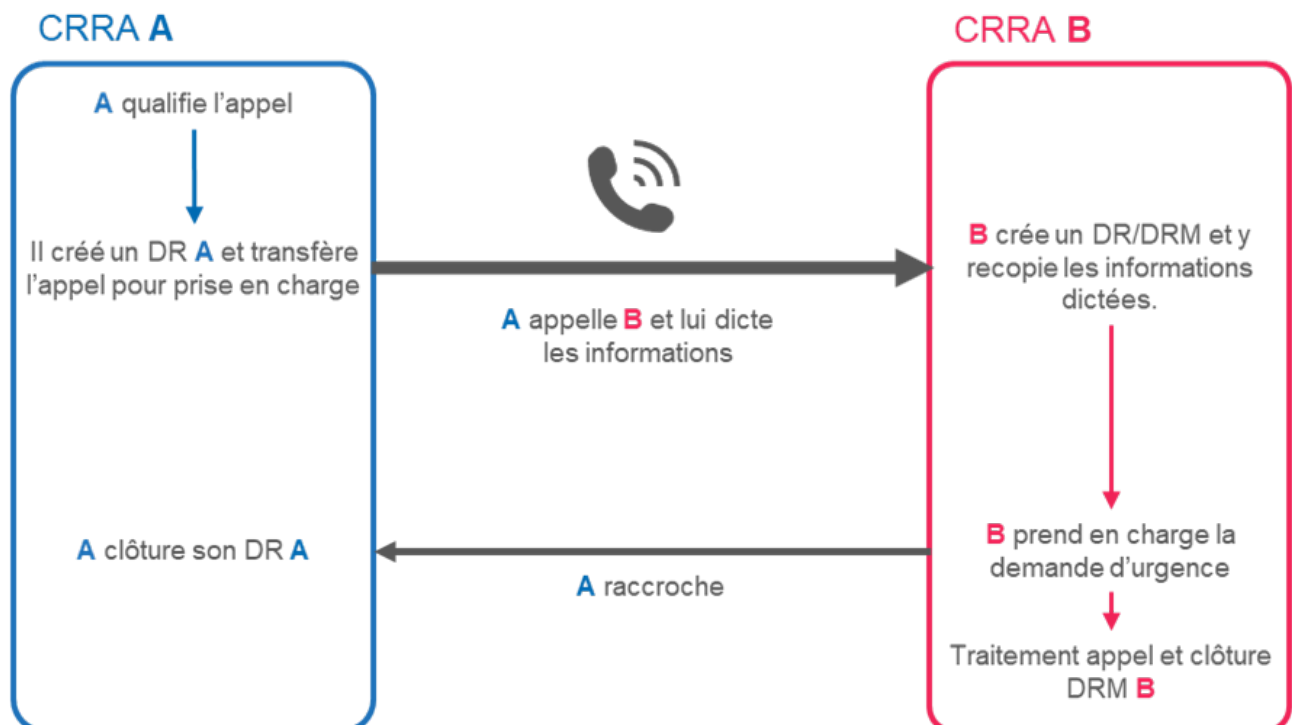 CRRA A
CRRA B
A qualifie l'appel
Il créé un DR A et transfère
l'appel pour prise en charge
A appelle B et lui dicte
les informations
B crée un DR/DRM et y
recopie les informations
dictées.
B prend en charge la
demande d'urgence
A raccroche
A clôture son DR A
Traitement appel et clôture
DRM B